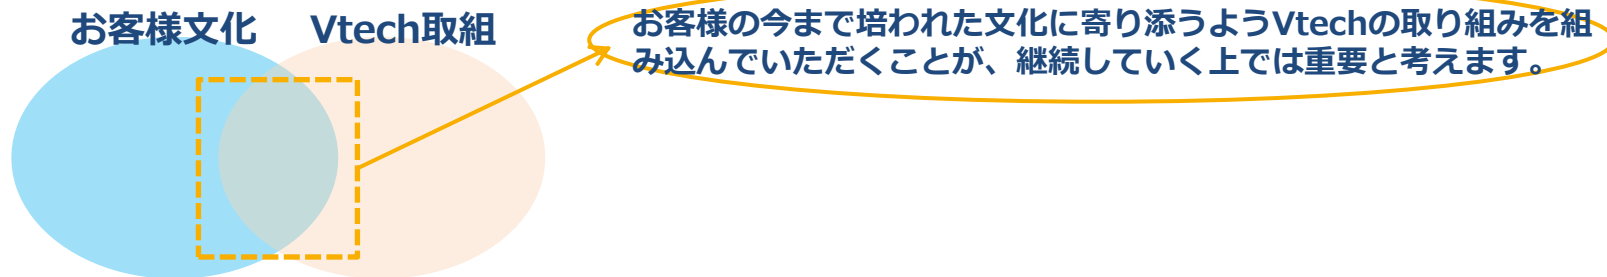 お客様文化
Vtech取組
お客様の今まで培われた文化に寄り添うようVtechの取り組みを組
み込んでいただくことが、継続していく上では重要と考えます。